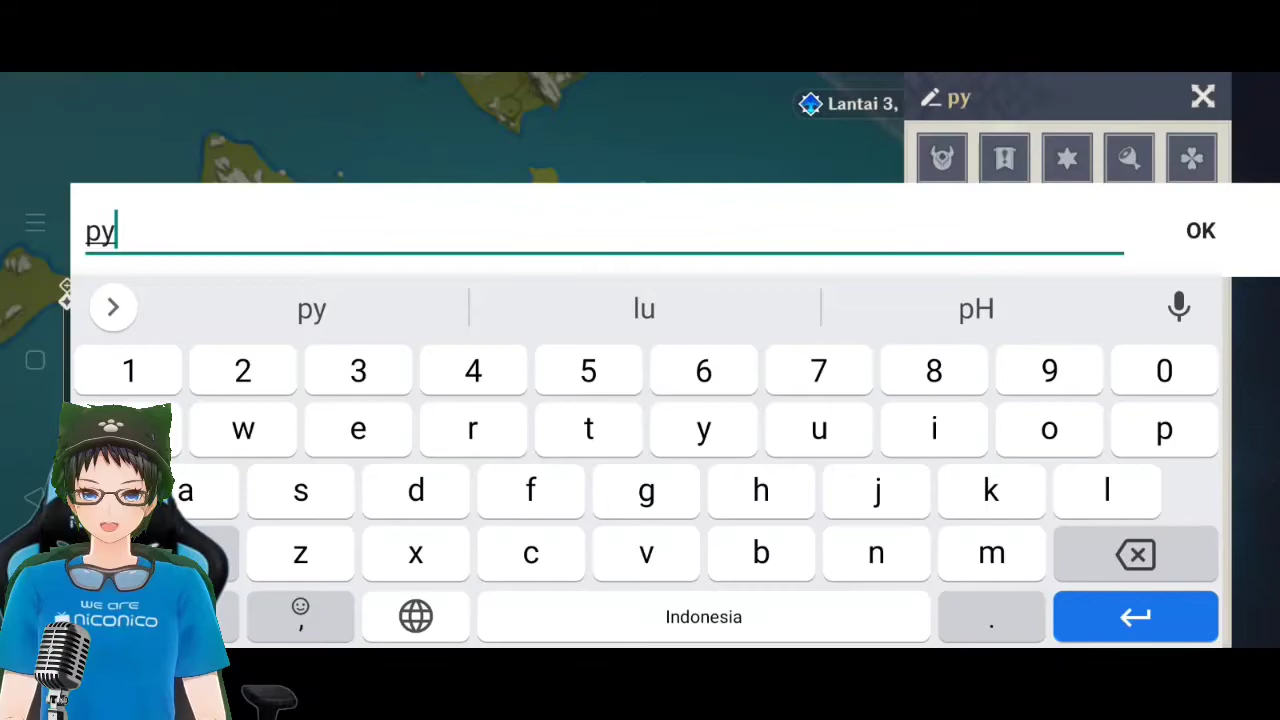 Lantai 3,
py
py
OK
py lu pH
1 2 3 4 5 6 7 8 9 0
w e r t y u i o p
a s d f g h j k l
z x c v b n m
, Indonesia .
we are
niconico